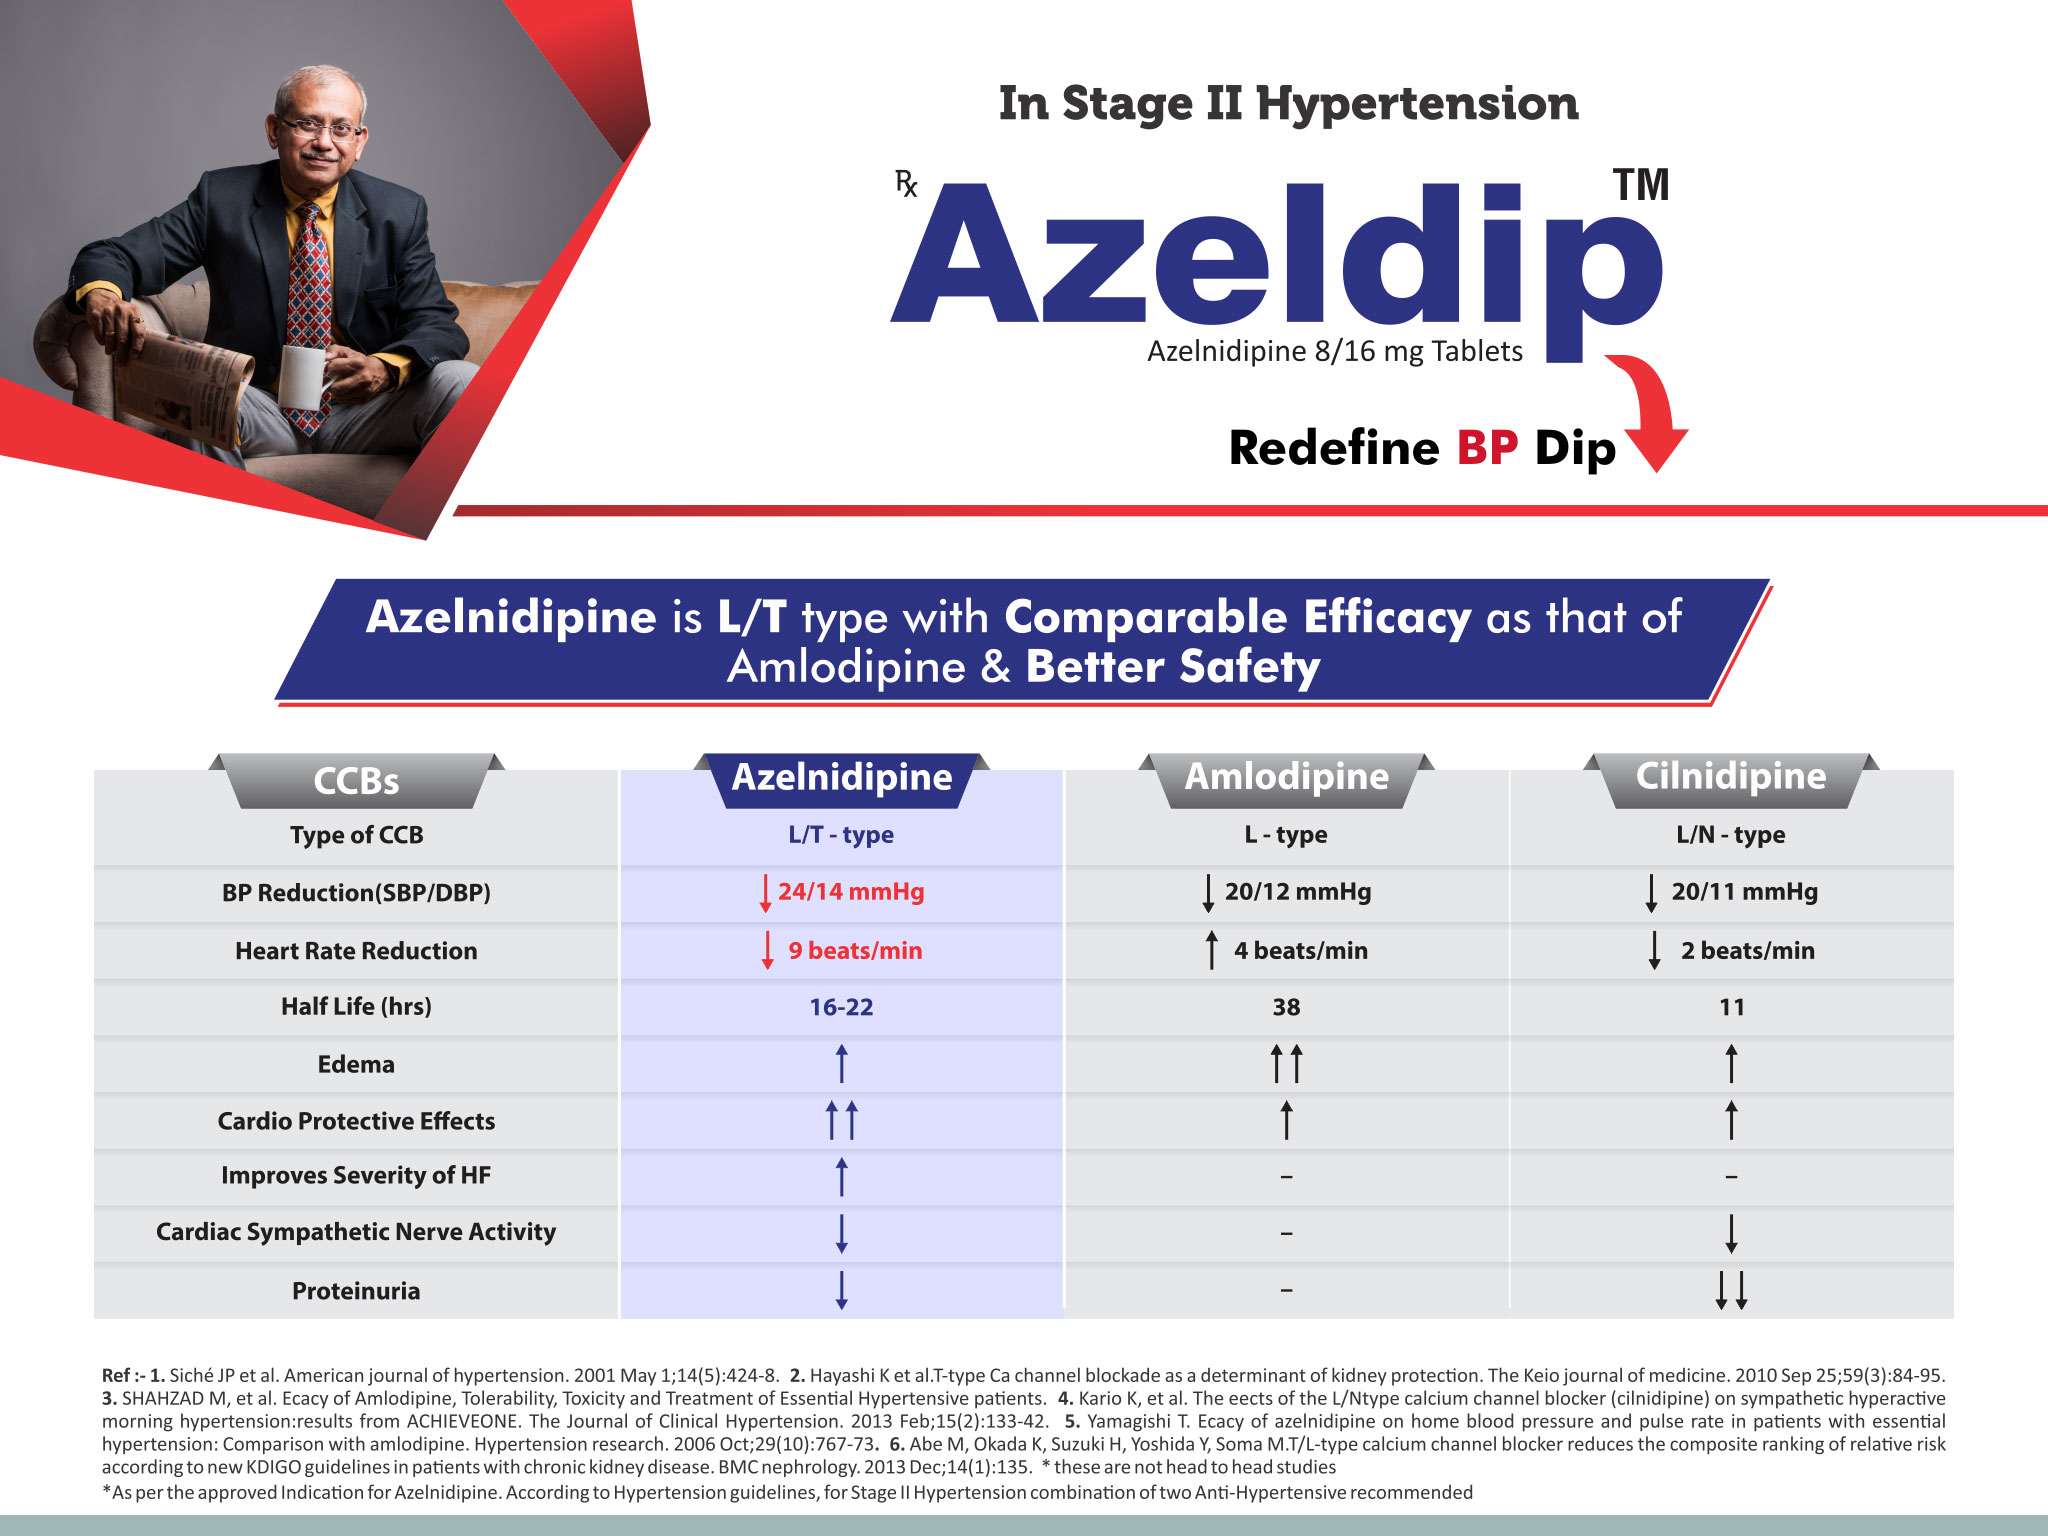 In Stage II Hypertension
Rx Azeldip TM
Azelnidipine 8/16 mg Tablets
Redefine BP Dip
Azelnidipine is L/T type with Comparable Efficacy as that of
Amlodipine & Better Safety
CCBs Azelnidipine Amlodipine Cilnidipine
Type of CCB L/T - type L - type L/N - type
BP Reduction(SBP/DBP) ↓ 24/14 mmHg ↓ 20/12 mmHg ↓ 20/11 mmHg
Heart Rate Reduction ↓ 9 beats/min ↑ 4 beats/min ↓ 2 beats/min
Half Life (hrs) 16-22 38 11
Edema ↑ ↑↑ ↑
Cardio Protective Effects ↑↑ ↑ ↑
Improves Severity of HF ↑ – –
Cardiac Sympathetic Nerve Activity ↓ – ↓
Proteinuria ↓ – ↓↓
Ref :- 1. Siché JP et al. American journal of hypertension. 2001 May 1;14(5):424-8. 2. Hayashi K et al.T-type Ca channel blockade as a determinant of kidney protection. The Keio journal of medicine. 2010 Sep 25;59(3):84-95.
3. SHAHZAD M, et al. Ecacy of Amlodipine, Tolerability, Toxicity and Treatment of Essential Hypertensive patients. 4. Kario K, et al. The eects of the L/Ntype calcium channel blocker (cilnidipine) on sympathetic hyperactive
morning hypertension:results from ACHIEVEONE. The Journal of Clinical Hypertension. 2013 Feb;15(2):133-42. 5. Yamagishi T. Ecacy of azelnidipine on home blood pressure and pulse rate in patients with essential
hypertension: Comparison with amlodipine. Hypertension research. 2006 Oct;29(10):767-73. 6. Abe M, Okada K, Suzuki H, Yoshida Y, Soma M.T/L-type calcium channel blocker reduces the composite ranking of relative risk
according to new KDIGO guidelines in patients with chronic kidney disease. BMC nephrology. 2013 Dec;14(1):135. * these are not head to head studies
*As per the approved Indication for Azelnidipine. According to Hypertension guidelines, for Stage II Hypertension combination of two Anti-Hypertensive recommended